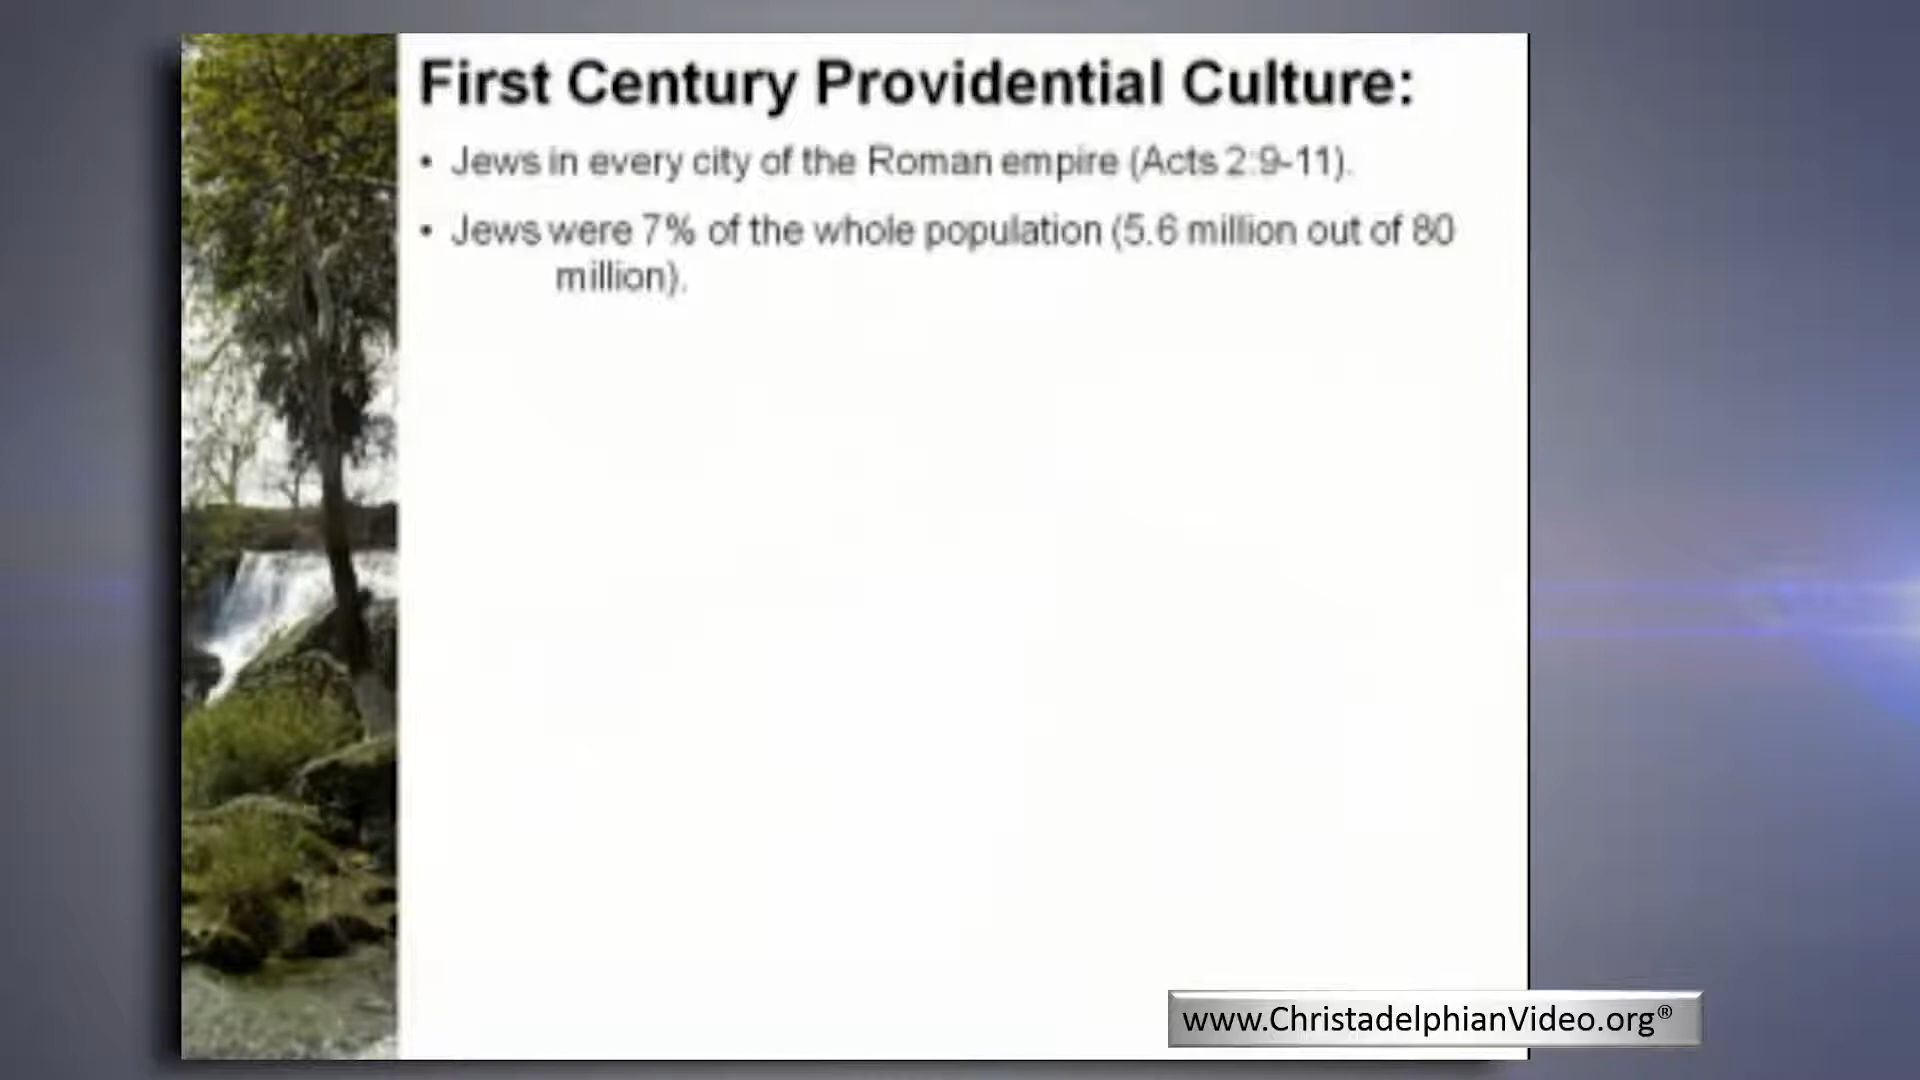 First Century Providential Culture:
• Jews in every city of the Roman empire (Acts 2:9-11).
• Jews were 7% of the whole population (5.6 million out of 80
million).
www.ChristadelphianVideo.org®